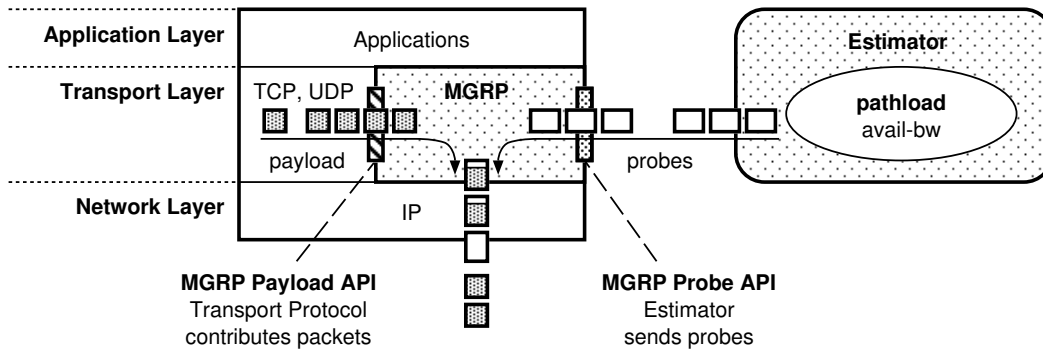 Application Layer
Applications
Estimator
Transport Layer
TCP, UDP
MGRP
pathload
avail-bw
payload
probes
Network Layer
IP
MGRP Payload API
Transport Protocol
contributes packets
MGRP Probe API
Estimator
sends probes